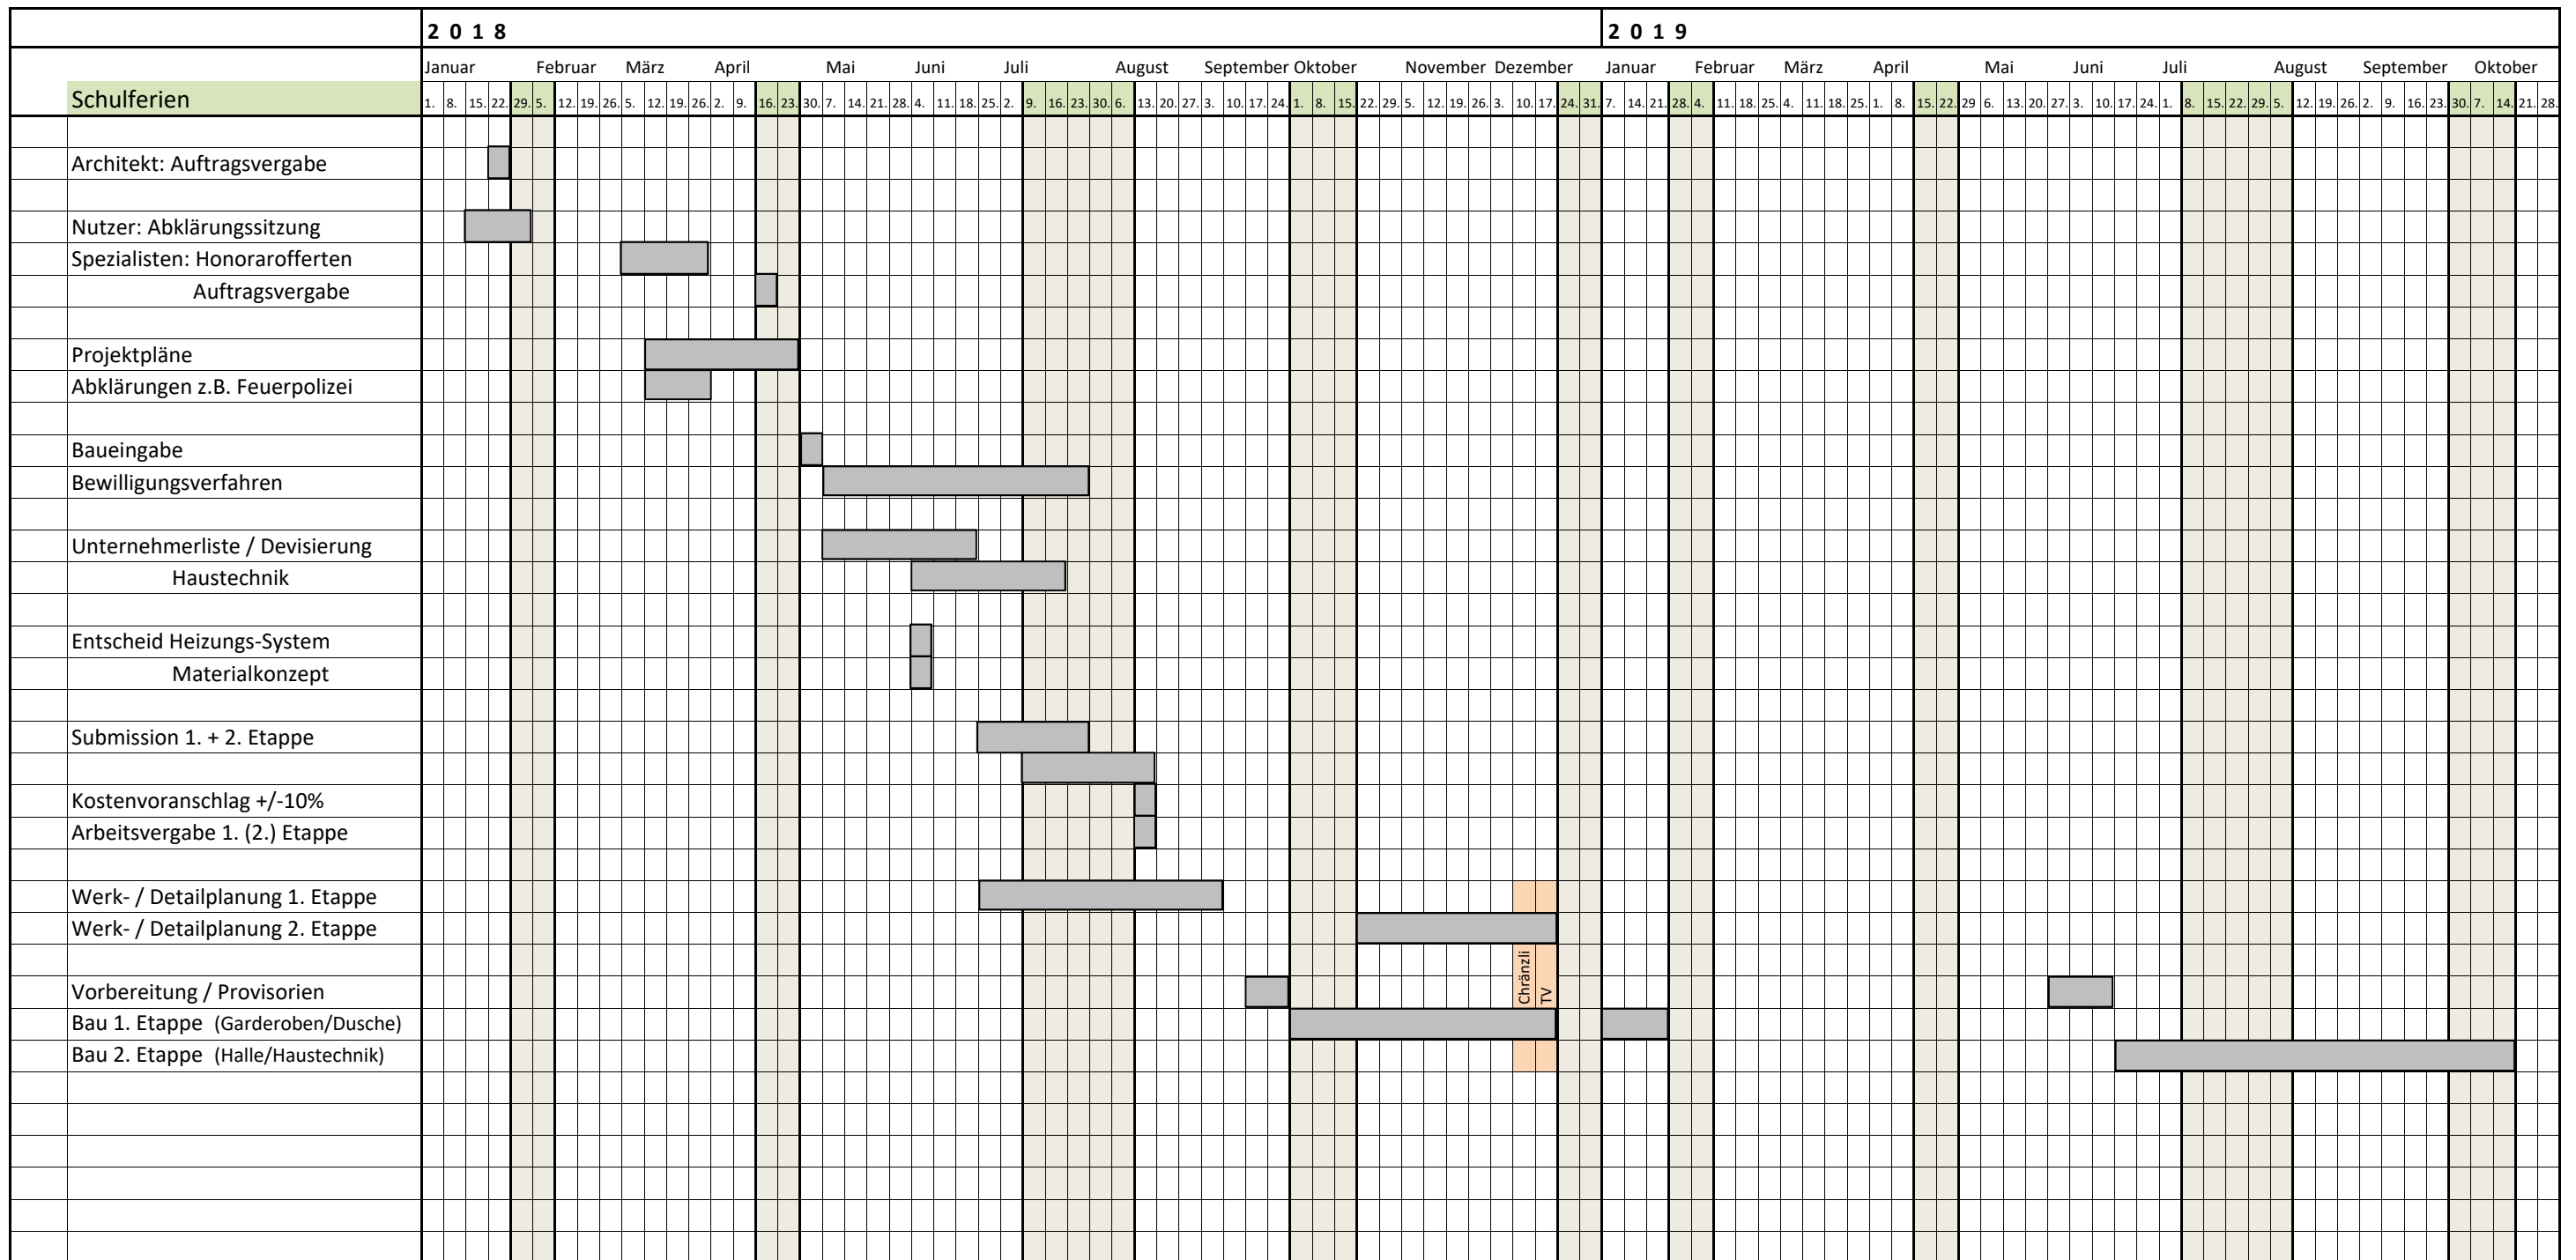 2 0 1 8 2 0 1 9
Januar Februar März April Mai Juni Juli August September Oktober November Dezember Januar Februar März April Mai Juni Juli August September Oktober
Schulferien 1. 8. 15. 22. 29. 5. 12. 19. 26. 5. 12. 19. 26. 2. 9. 16. 23. 30. 7. 14. 21. 28. 4. 11. 18. 25. 2. 9. 16. 23. 30. 6. 13. 20. 27. 3. 10. 17. 24. 1. 8. 15. 22. 29. 5. 12. 19. 26. 3. 10. 17. 24. 31. 7. 14. 21. 28. 4. 11. 18. 25. 4. 11. 18. 25. 1. 8. 15. 22. 29 6. 13. 20. 27. 3. 10. 17. 24. 1. 8. 15. 22. 29. 5. 12. 19. 26. 2. 9. 16. 23. 30. 7. 14. 21. 28.
Architekt: Auftragsvergabe
Nutzer: Abklärungssitzung
Spezialisten: Honorarofferten
Auftragsvergabe
Projektpläne
Abklärungen z.B. Feuerpolizei
Baueingabe
Bewilligungsverfahren
Unternehmerliste / Devisierung
Haustechnik
Entscheid Heizungs-System
Materialkonzept
Submission 1. + 2. Etappe
Kostenvoranschlag +/-10%
Arbeitsvergabe 1. (2.) Etappe
Werk- / Detailplanung 1. Etappe
Werk- / Detailplanung 2. Etappe
Chränzli
TV
Vorbereitung / Provisorien
Bau 1. Etappe (Garderoben/Dusche)
Bau 2. Etappe (Halle/Haustechnik)